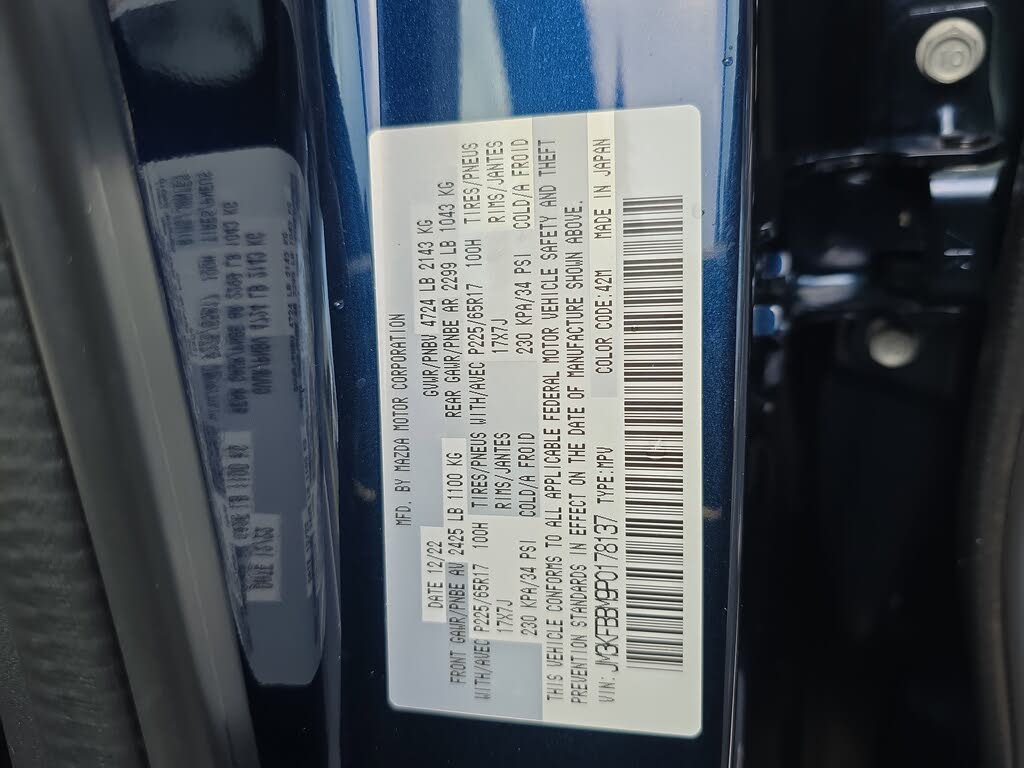 MFD. BY MAZDA MOTOR CORPORATION
DATE 12/22 GVWR/PNBV 4724 LB 2143 KG
FRONT GAWR/PNBE AV 2425 LB 1100 KG REAR GAWR/PNBE AR 2299 LB 1043 KG
WITH/AVEC P225/65R17 100H TIRES/PNEUS WITH/AVEC P225/65R17 100H TIRES/PNEUS
17X7J RIMS/JANTES 17X7J RIMS/JANTES
230 KPA/34 PSI COLD/A FROID 230 KPA/34 PSI COLD/A FROID
THIS VEHICLE CONFORMS TO ALL APPLICABLE FEDERAL MOTOR VEHICLE SAFETY AND THEFT
PREVENTION STANDARDS IN EFFECT ON THE DATE OF MANUFACTURE SHOWN ABOVE.
VIN: JM3KFBBM9P0178137 TYPE:MPV COLOR CODE:42M MADE IN JAPAN
10